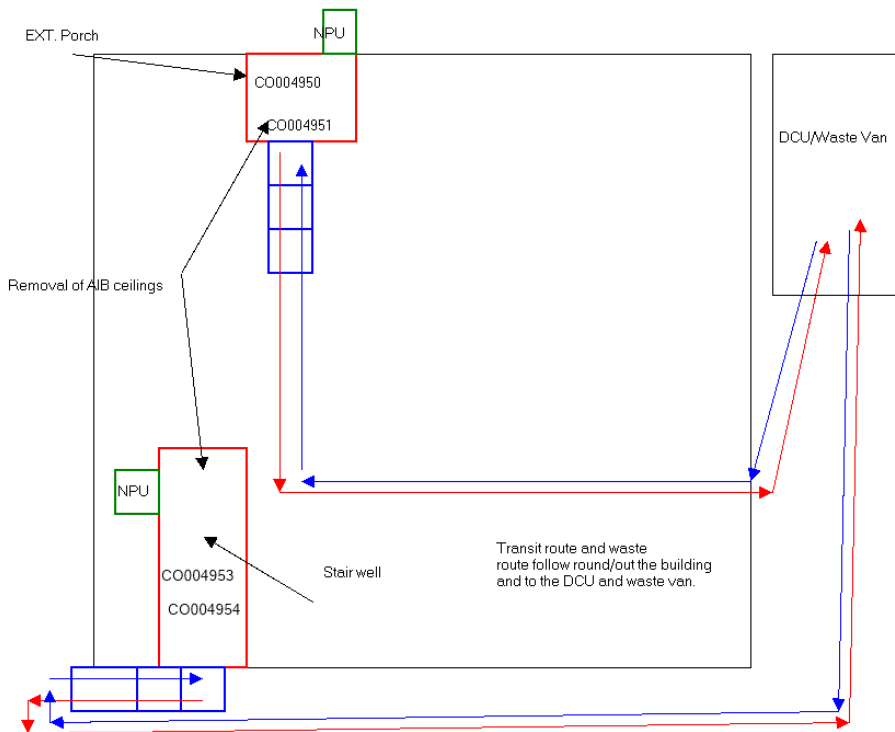 EXT. Porch
NPU
CO004950
CO004951
DCU/Waste Van
Removal of AIB ceilings
NPU
Stair well
CO004953
CO004954
Transit route and waste
route follow round/out the building
and to the DCU and waste van.